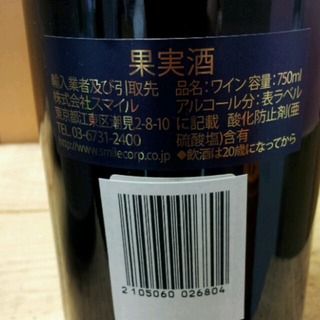 果実酒
輸入業者及び引取先
株式会社スマイル
東京都江東区潮見2-8-10
☎03-6731-2400
www.smilecorp.co.jp
品名:ワイン 容量:750ml
アルコール分:表ラベル
に記載 酸化防止剤(亜
硫酸塩)含有
◆飲酒は20歳になってから
2105060 026804